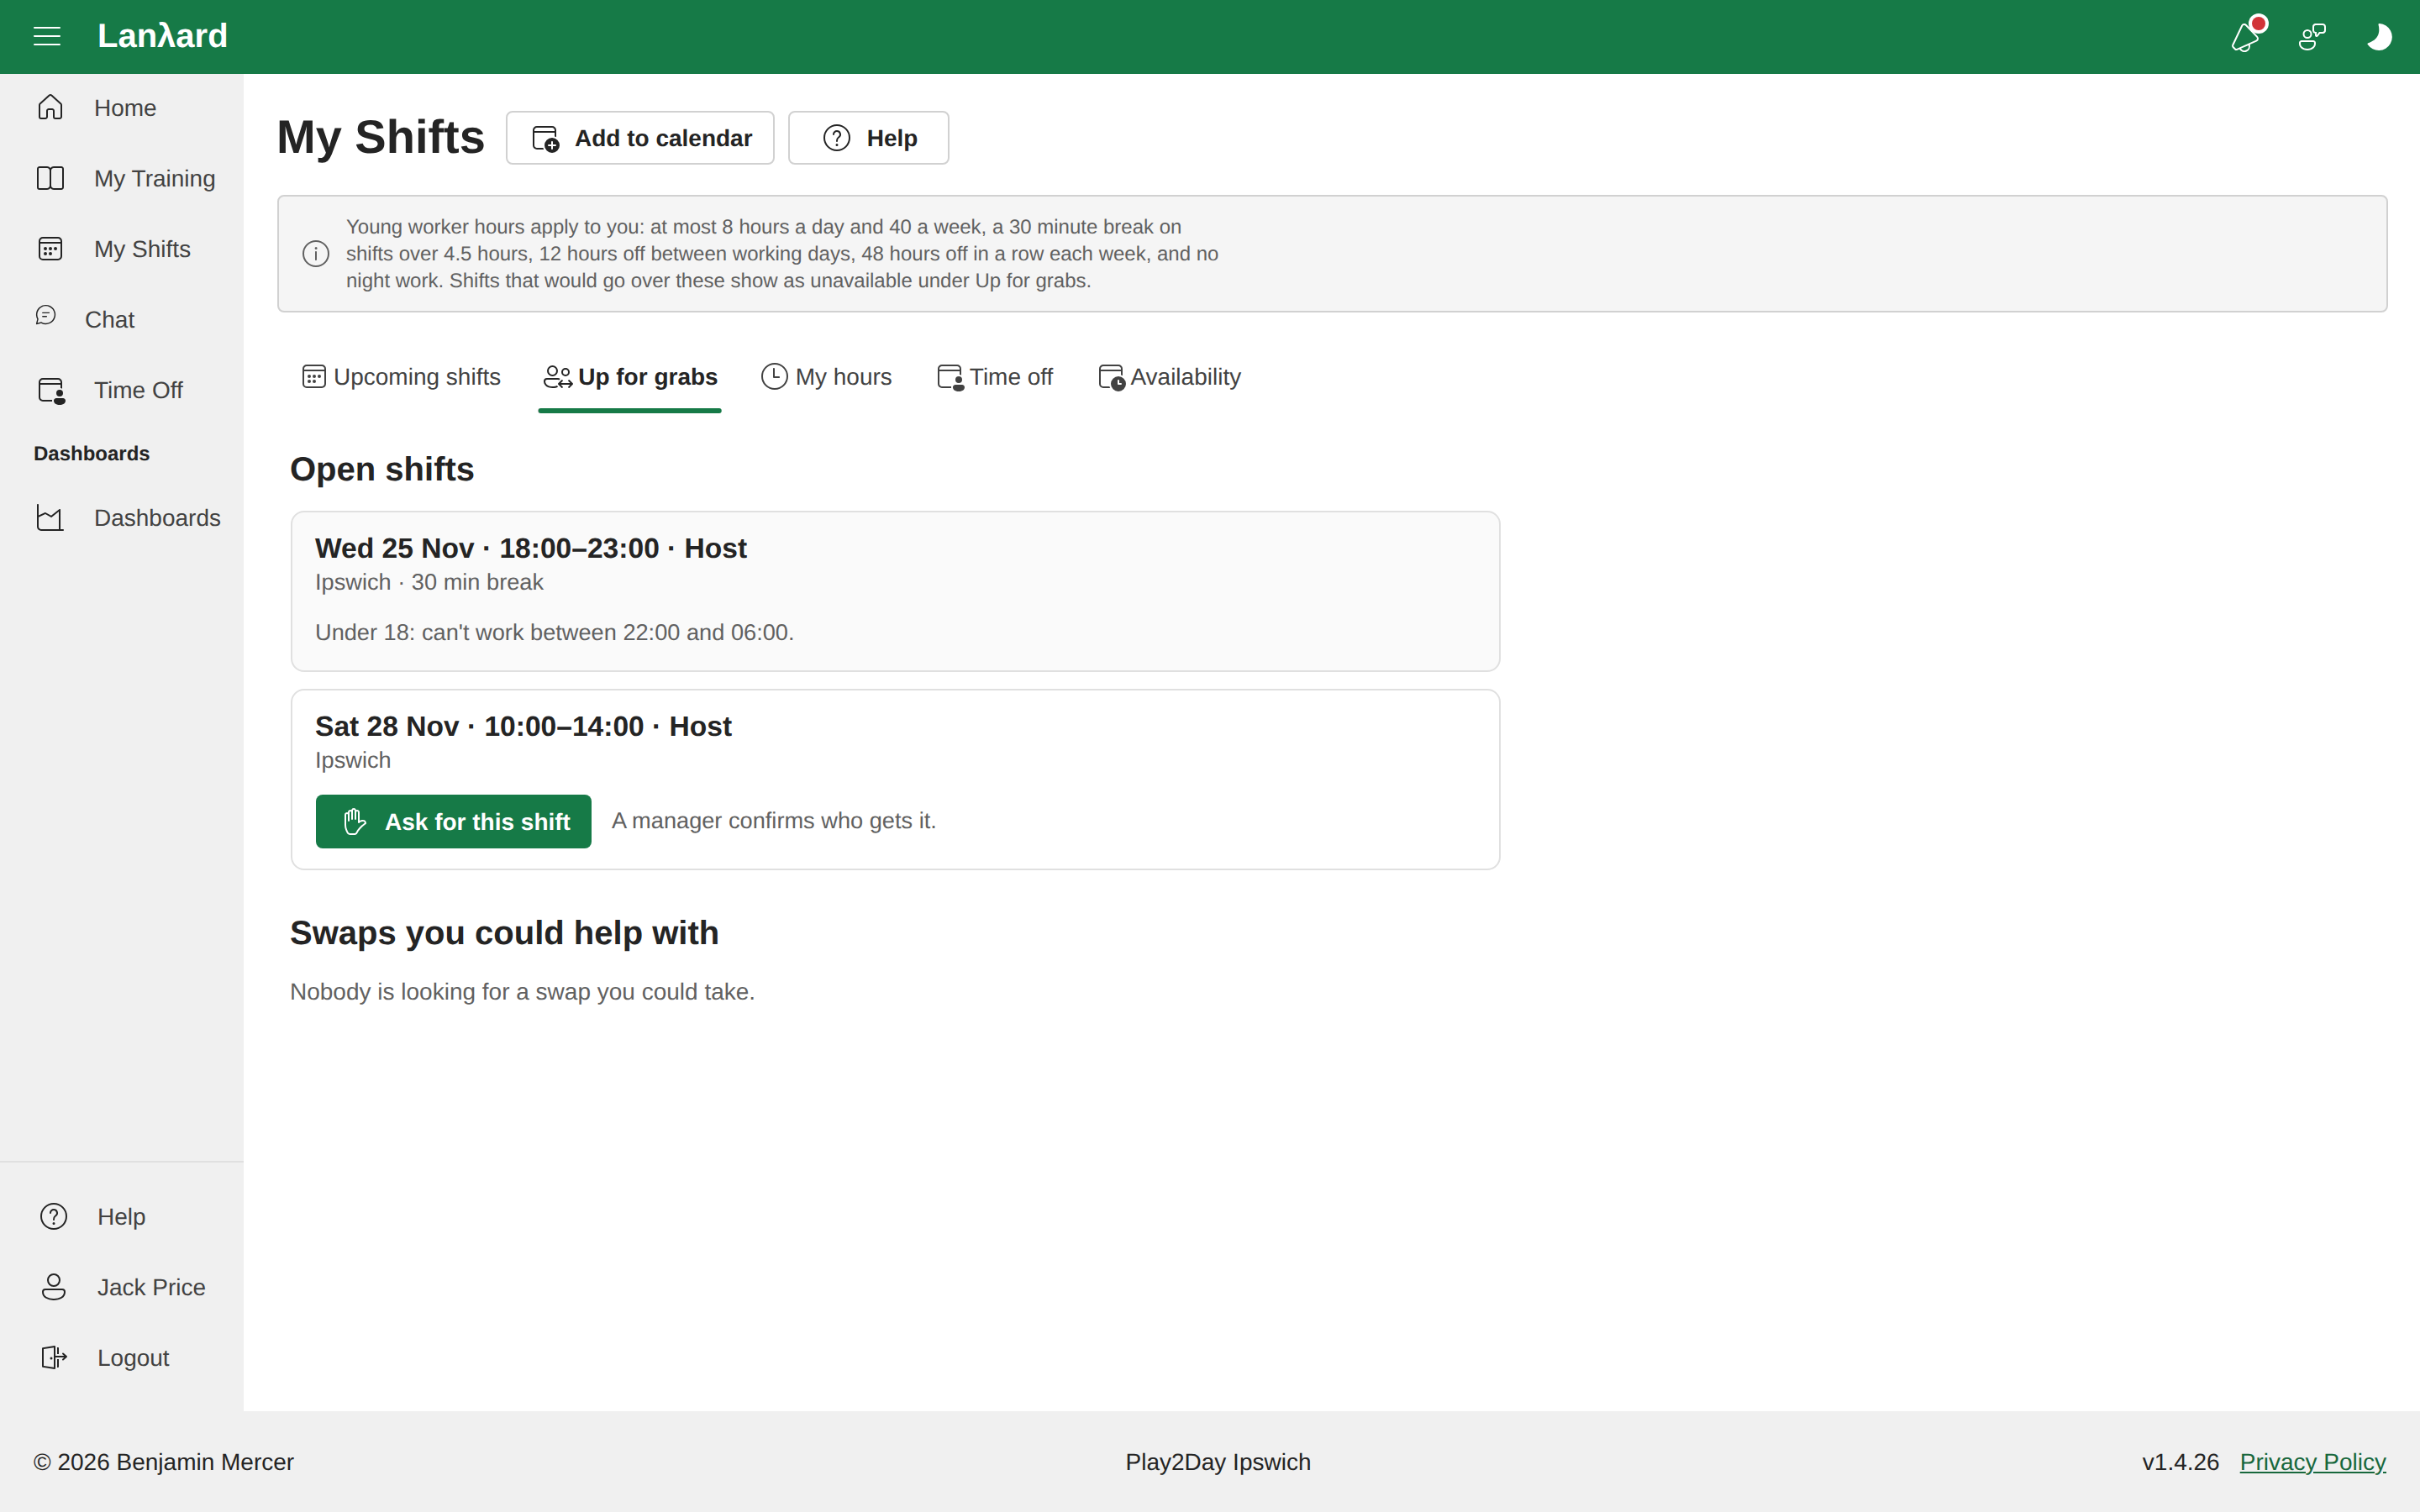 Lanλard
Home
My Training
My Shifts
Chat
Time Off
Dashboards
Dashboards
Help
Jack Price
Logout
My Shifts
Add to calendar
Help
Young worker hours apply to you: at most 8 hours a day and 40 a week, a 30 minute break on
shifts over 4.5 hours, 12 hours off between working days, 48 hours off in a row each week, and no
night work. Shifts that would go over these show as unavailable under Up for grabs.
Upcoming shifts
Up for grabs
My hours
Time off
Availability
Open shifts
Wed 25 Nov · 18:00–23:00 · Host
Ipswich · 30 min break
Under 18: can't work between 22:00 and 06:00.
Sat 28 Nov · 10:00–14:00 · Host
Ipswich
Ask for this shift
A manager confirms who gets it.
Swaps you could help with
Nobody is looking for a swap you could take.
© 2026 Benjamin Mercer
Play2Day Ipswich
v1.4.26
Privacy Policy